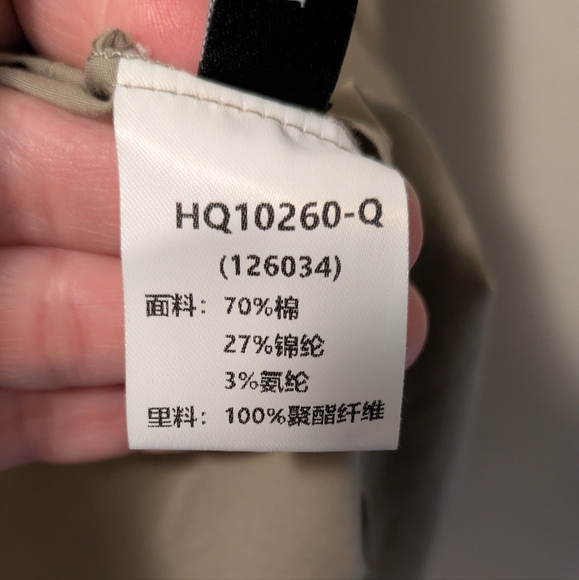 HQ10260-Q
(126034)
面料: 70%棉
27%锦纶
3%氨纶
里料: 100%聚酯纤维